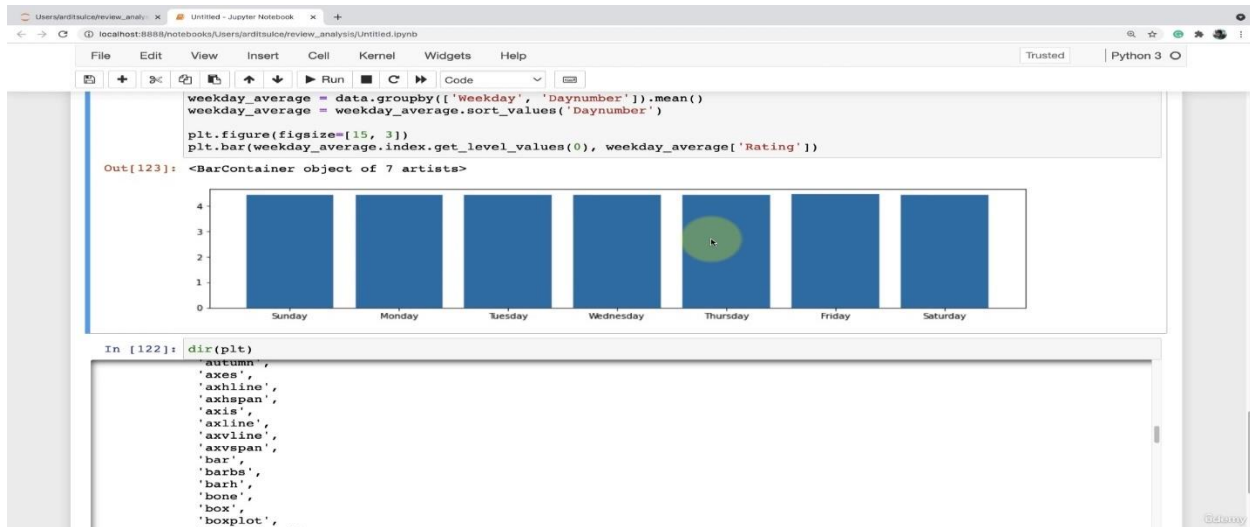 Users/arditsulce/review_analy
Untitled - Jupyter Notebook
localhost:8888/notebooks/Users/arditsulce/review_analysis/Untitled.ipynb
File Edit View Insert Cell Kernel Widgets Help Trusted Python 3
Run Code
weekday_average = data.groupby(['Weekday', 'Daynumber']).mean()
weekday_average = weekday_average.sort_values('Daynumber')
plt.figure(figsize=[15, 3])
plt.bar(weekday_average.index.get_level_values(0), weekday_average['Rating'])
Out[123]: <BarContainer object of 7 artists>
4
3
2
1
0
Sunday Monday Tuesday Wednesday Thursday Friday Saturday
In [122]: dir(plt)
'autumn',
'axes',
'axhline',
'axhspan',
'axis',
'axline',
'axvline',
'axvspan',
'bar',
'barbs',
'barh',
'bone',
'box',
'boxplot',
Udemy